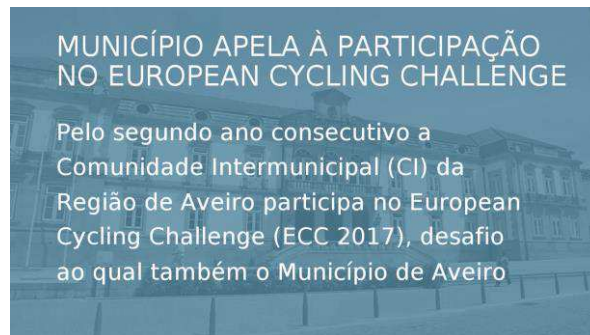 MUNICÍPIO APELA À PARTICIPAÇÃO
NO EUROPEAN CYCLING CHALLENGE
Pelo segundo ano consecutivo a
Comunidade Intermunicipal (CI) da
Região de Aveiro participa no European
Cycling Challenge (ECC 2017), desafio
ao qual também o Município de Aveiro